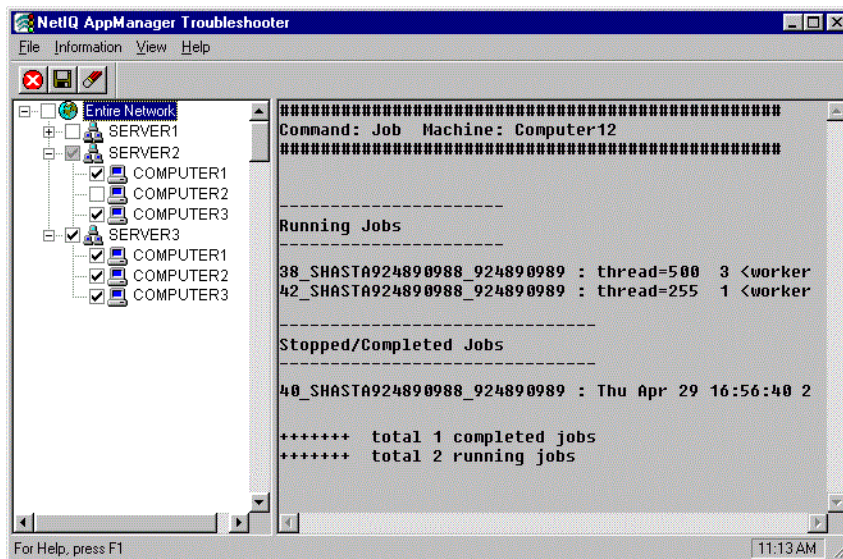 NetIQ AppManager Troubleshooter
File Information View Help
Entire Network
SERVER1
SERVER2
COMPUTER1
COMPUTER2
COMPUTER3
SERVER3
COMPUTER1
COMPUTER2
COMPUTER3
#################################################
Command: Job  Machine: Computer12
#################################################
-----------------------
Running Jobs
-----------------------
38_SHASTA924890988_924890989 : thread=500  3 <worker
42_SHASTA924890988_924890989 : thread=255  1 <worker
--------------------------------
Stopped/Completed Jobs
--------------------------------
40_SHASTA924890988_924890989 : Thu Apr 29 16:56:40 2
+++++++  total 1 completed jobs
+++++++  total 2 running jobs
For Help, press F1
11:13 AM